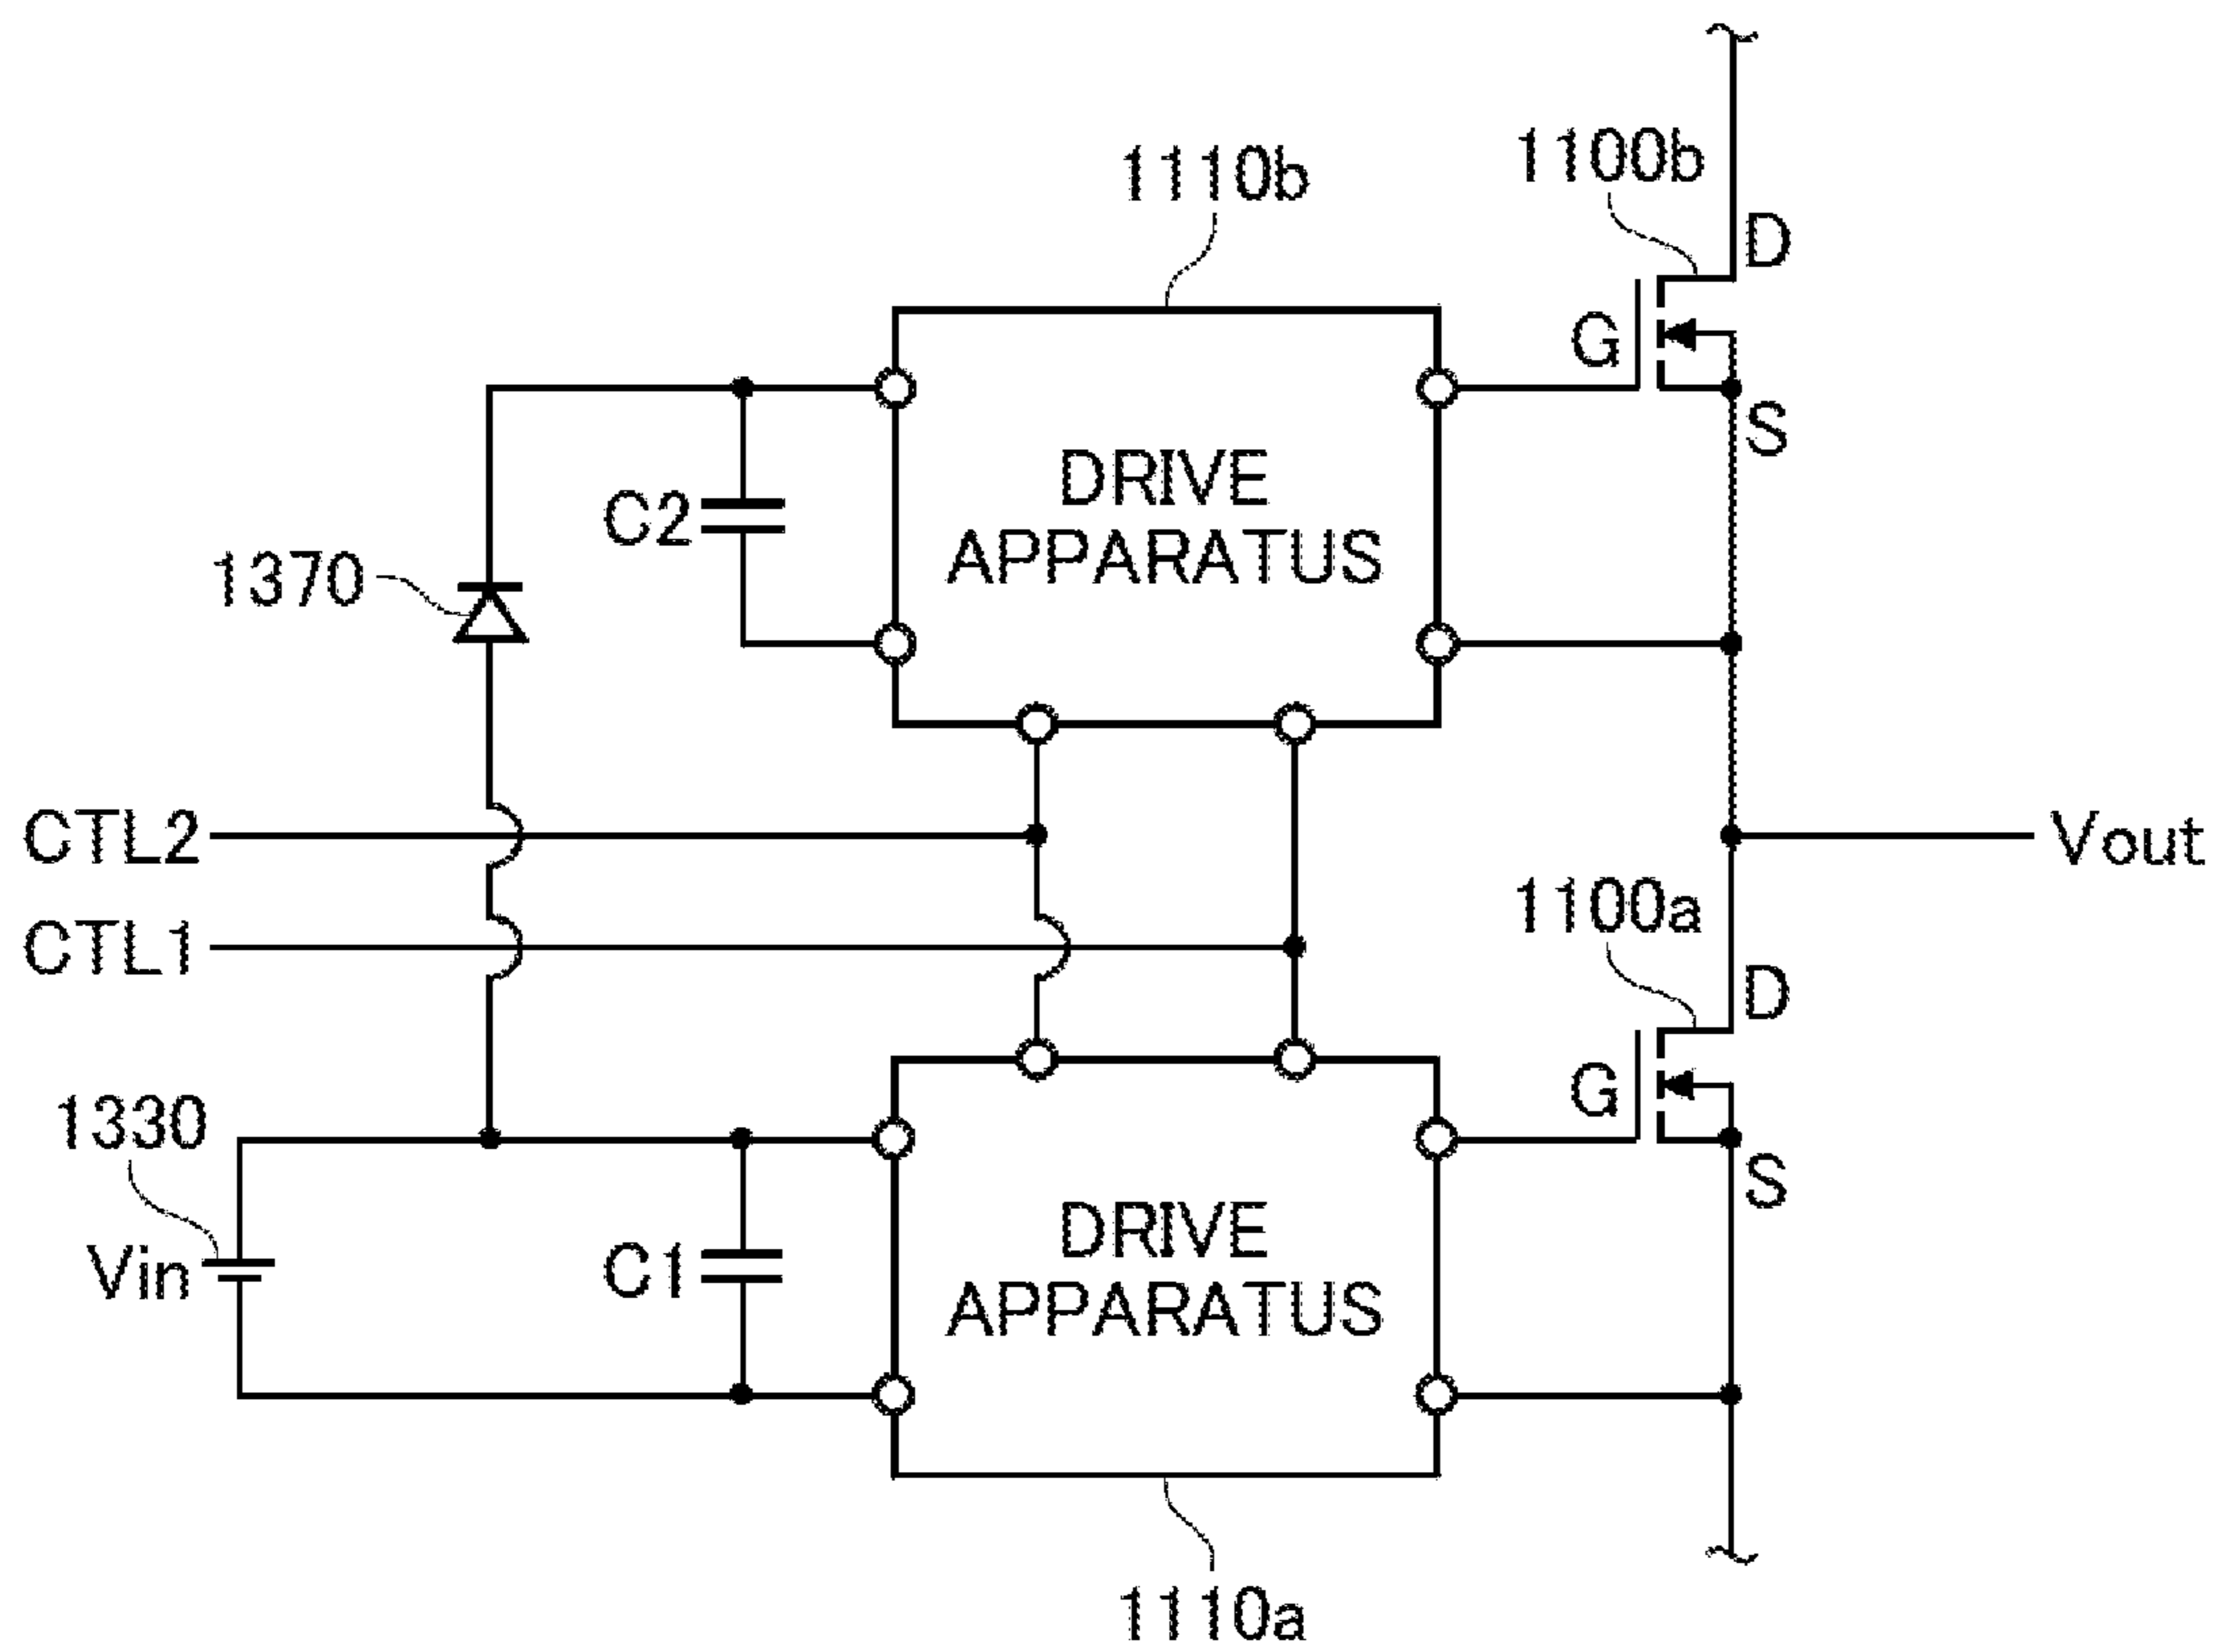 1100b
1110b
D
G
S
DRIVE
APPARATUS
C2
1370
CTL2
Vout
1100a
CTL1
D
G
S
1330
Vin
C1
DRIVE
APPARATUS
1110a